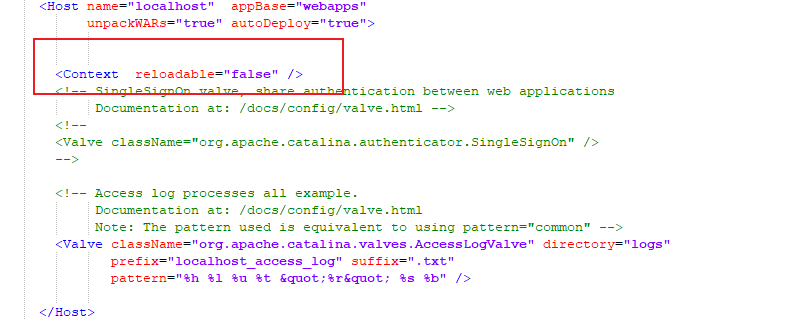 <Host name="localhost"  appBase="webapps"
unpackWARs="true" autoDeploy="true">
<Context  reloadable="false" />
<!-- SingleSignOn valve, share authentication between web applications
Documentation at: /docs/config/valve.html -->
<!--
<Valve className="org.apache.catalina.authenticator.SingleSignOn" />
-->
<!-- Access log processes all example.
Documentation at: /docs/config/valve.html
Note: The pattern used is equivalent to using pattern="common" -->
<Valve className="org.apache.catalina.valves.AccessLogValve" directory="logs"
prefix="localhost_access_log" suffix=".txt"
pattern="%h %l %u %t &quot;%r&quot; %s %b" />
</Host>